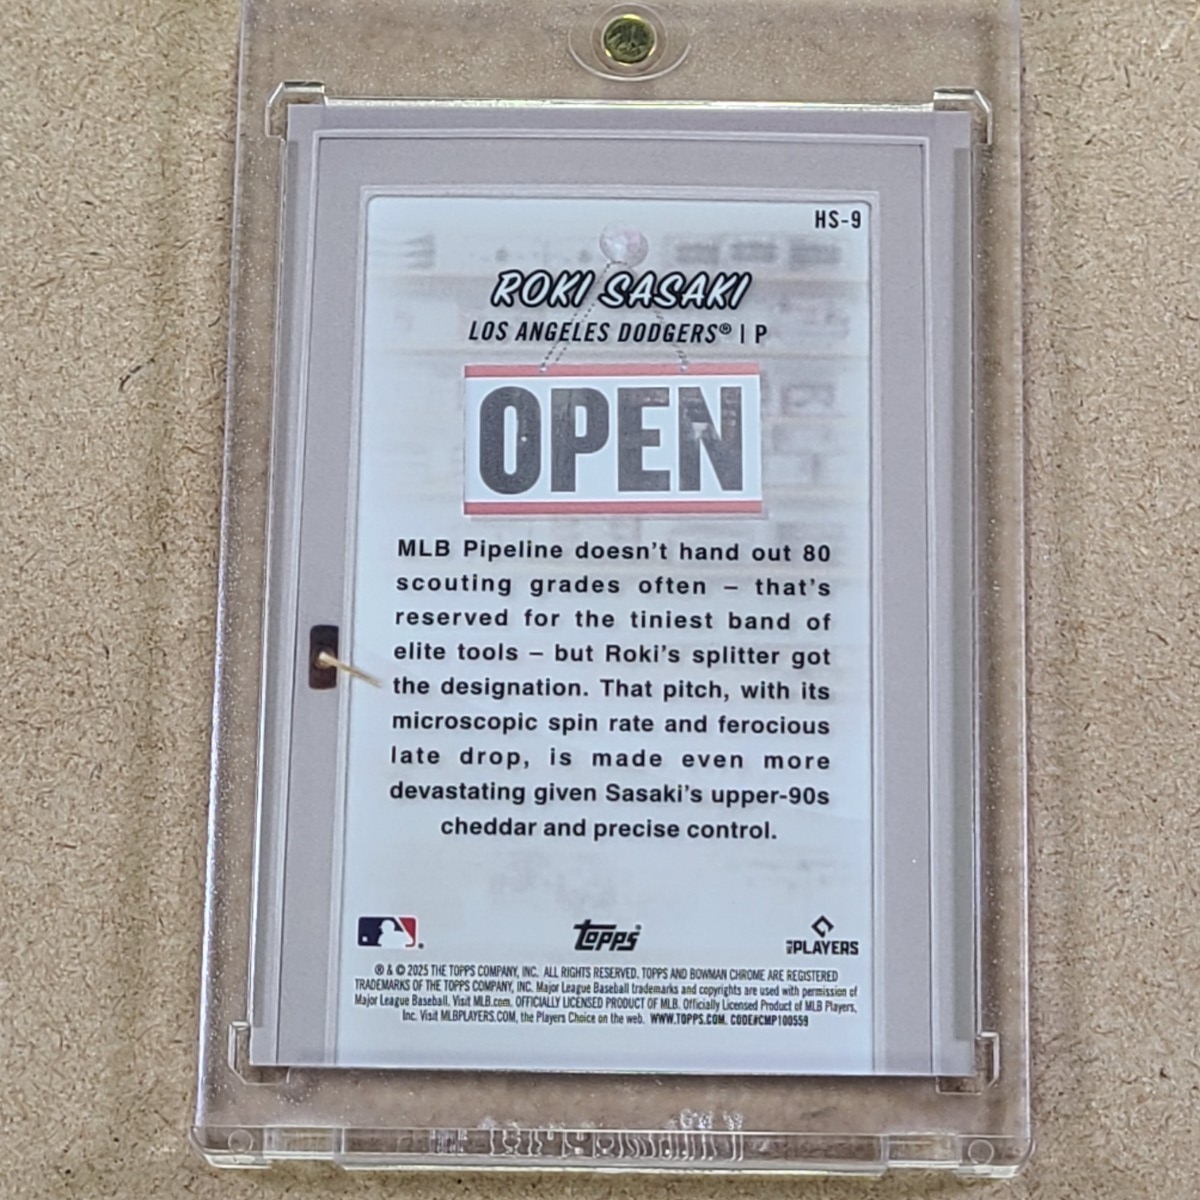 HS-9
ROKI SASAKI
LOS ANGELES DODGERS® | P
OPEN
MLB Pipeline doesn't hand out 80
scouting grades often – that's
reserved for the tiniest band of
elite tools – but Roki's splitter got
the designation. That pitch, with its
microscopic spin rate and ferocious
late drop, is made even more
devastating given Sasaki's upper-90s
cheddar and precise control.
topps
PLAYERS
® & © 2025 THE TOPPS COMPANY, INC. ALL RIGHTS RESERVED. TOPPS AND BOWMAN CHROME ARE REGISTERED
TRADEMARKS OF THE TOPPS COMPANY, INC. Major League Baseball trademarks and copyrights are used with permission of
Major League Baseball. Visit MLB.com. OFFICIALLY LICENSED PRODUCT OF MLB. Officially Licensed Product of MLB Players,
Inc. Visit MLBPLAYERS.COM, the Players Choice on the web. WWW.TOPPS.COM. CODE#CMP100559